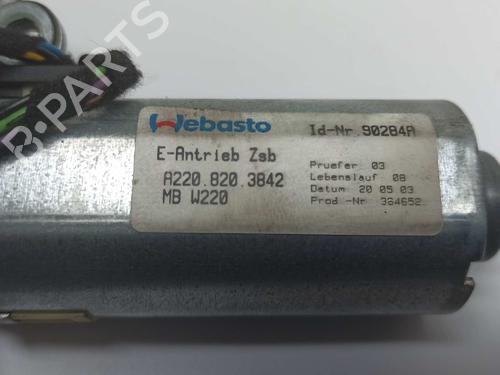 Webasto
Id-Nr.90284A
E-Antrieb Zsb
A220.820.3842
MB W220
Pruefer 03
Lebenslauf 08
Datum 20 05 03
Prod -Nr 364652
B-PARTS